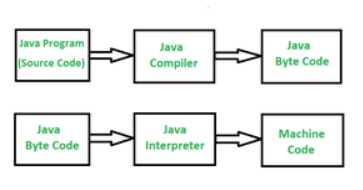 Java Program
(Source Code)
Java
Compiler
Java
Byte Code
Java
Byte Code
Java
Interpreter
Machine
Code